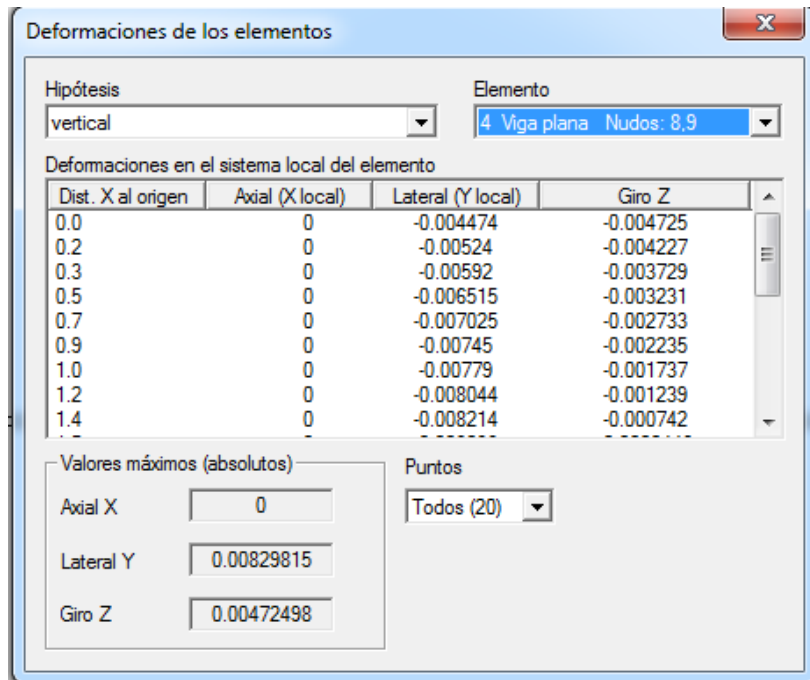 Deformaciones de los elementos
Hipótesis Elemento
vertical 4 Viga plana Nudos: 8,9
Deformaciones en el sistema local del elemento
Dist. X al origen Axial (X local) Lateral (Y local) Giro Z
0.0 0 -0.004474 -0.004725
0.2 0 -0.00524 -0.004227
0.3 0 -0.00592 -0.003729
0.5 0 -0.006515 -0.003231
0.7 0 -0.007025 -0.002733
0.9 0 -0.00745 -0.002235
1.0 0 -0.00779 -0.001737
1.2 0 -0.008044 -0.001239
1.4 0 -0.008214 -0.000742
Valores máximos (absolutos) Puntos
Axial X 0 Todos (20)
Lateral Y 0.00829815
Giro Z 0.00472498